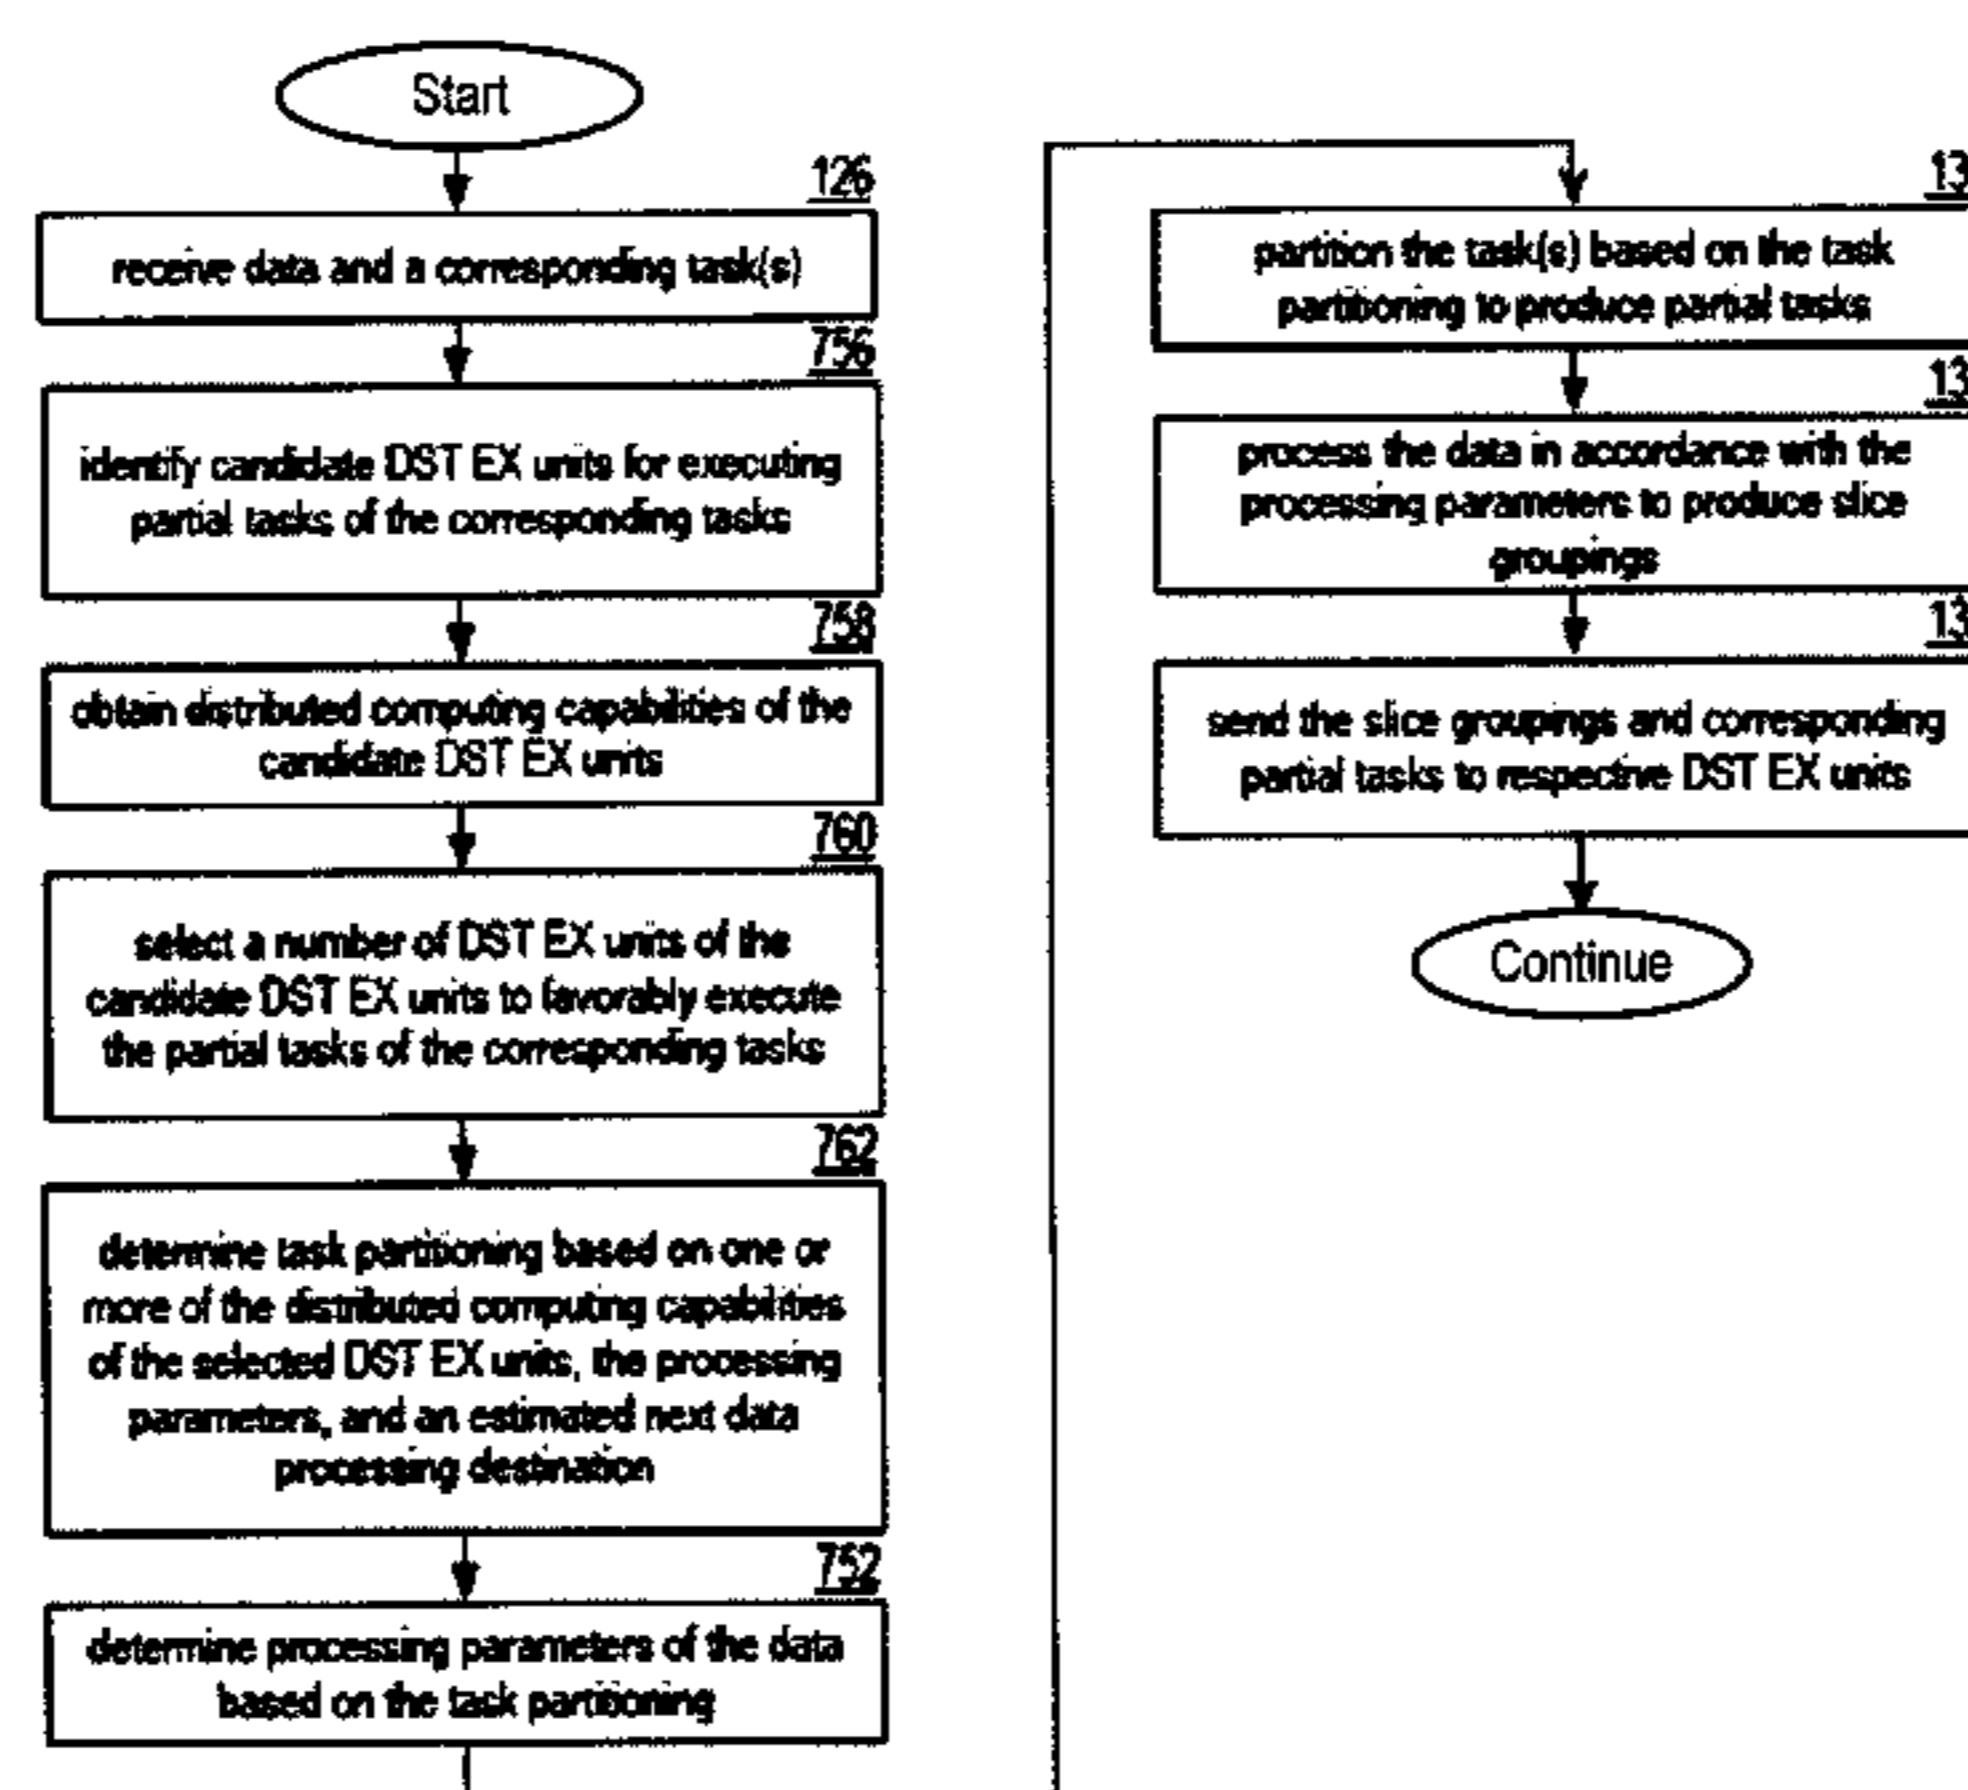 Start
126
receive data and a corresponding task(s)
756
identify candidate DST EX units for executing
partial tasks of the corresponding tasks
758
obtain distributed computing capabilities of the
candidate DST EX units
760
select a number of DST EX units of the
candidate DST EX units to favorably execute
the partial tasks of the corresponding tasks
762
determine task partitioning based on one or
more of the distributed computing capabilities
of the selected DST EX units, the processing
parameters, and an estimated next data
processing destination
752
determine processing parameters of the data
based on the task partitioning
13
partition the task(s) based on the task
partitioning to produce partial tasks
13
process the data in accordance with the
processing parameters to produce slice
groupings
13
send the slice groupings and corresponding
partial tasks to respective DST EX units
Continue